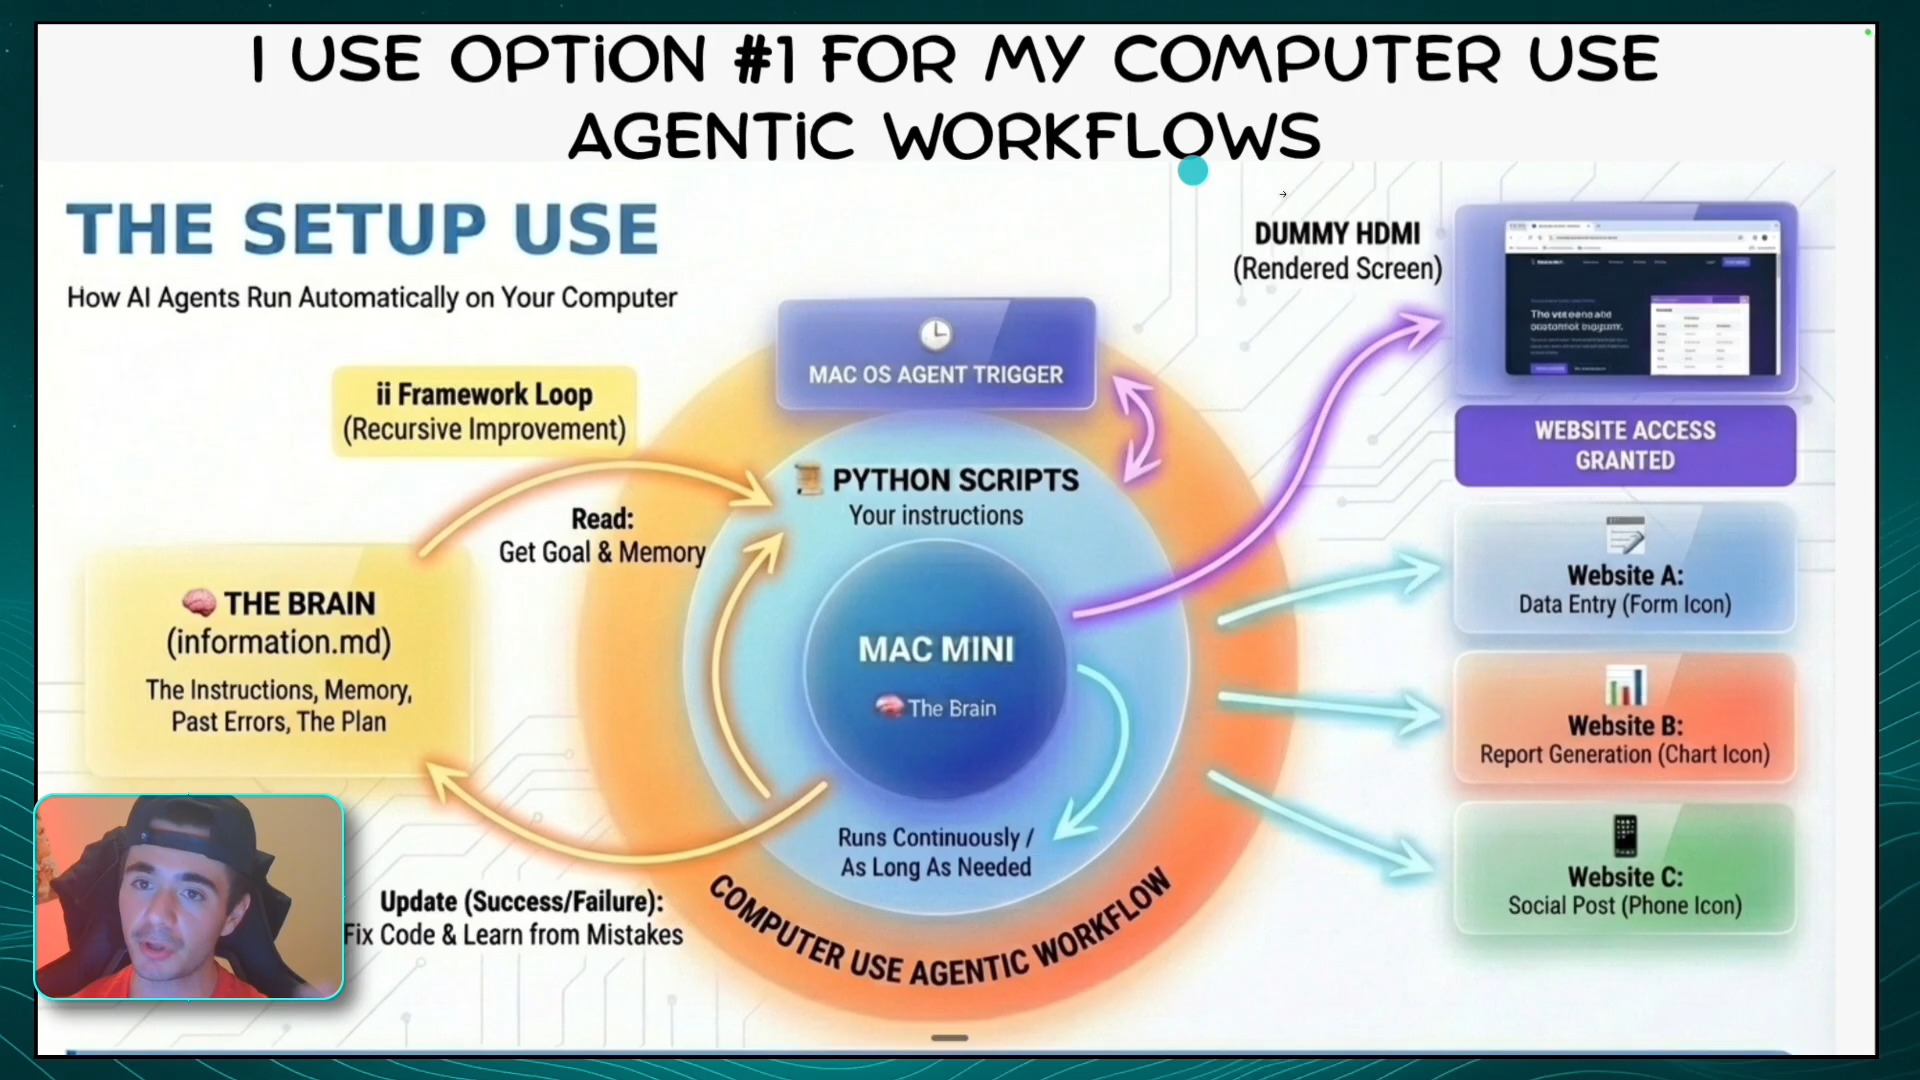 I USE OPTION #1 FOR MY COMPUTER USE
AGENTIC WORKFLOWS
THE SETUP USE
How AI Agents Run Automatically on Your Computer
DUMMY HDMI
(Rendered Screen)
MAC OS AGENT TRIGGER
ii Framework Loop
(Recursive Improvement)
WEBSITE ACCESS
GRANTED
PYTHON SCRIPTS
Your instructions
Read:
Get Goal & Memory
Website A:
Data Entry (Form Icon)
THE BRAIN
(information.md)
The Instructions, Memory,
Past Errors, The Plan
MAC MINI
The Brain
Website B:
Report Generation (Chart Icon)
Runs Continuously /
As Long As Needed
Website C:
Social Post (Phone Icon)
Update (Success/Failure):
Fix Code & Learn from Mistakes
COMPUTER USE AGENTIC WORKFLOW